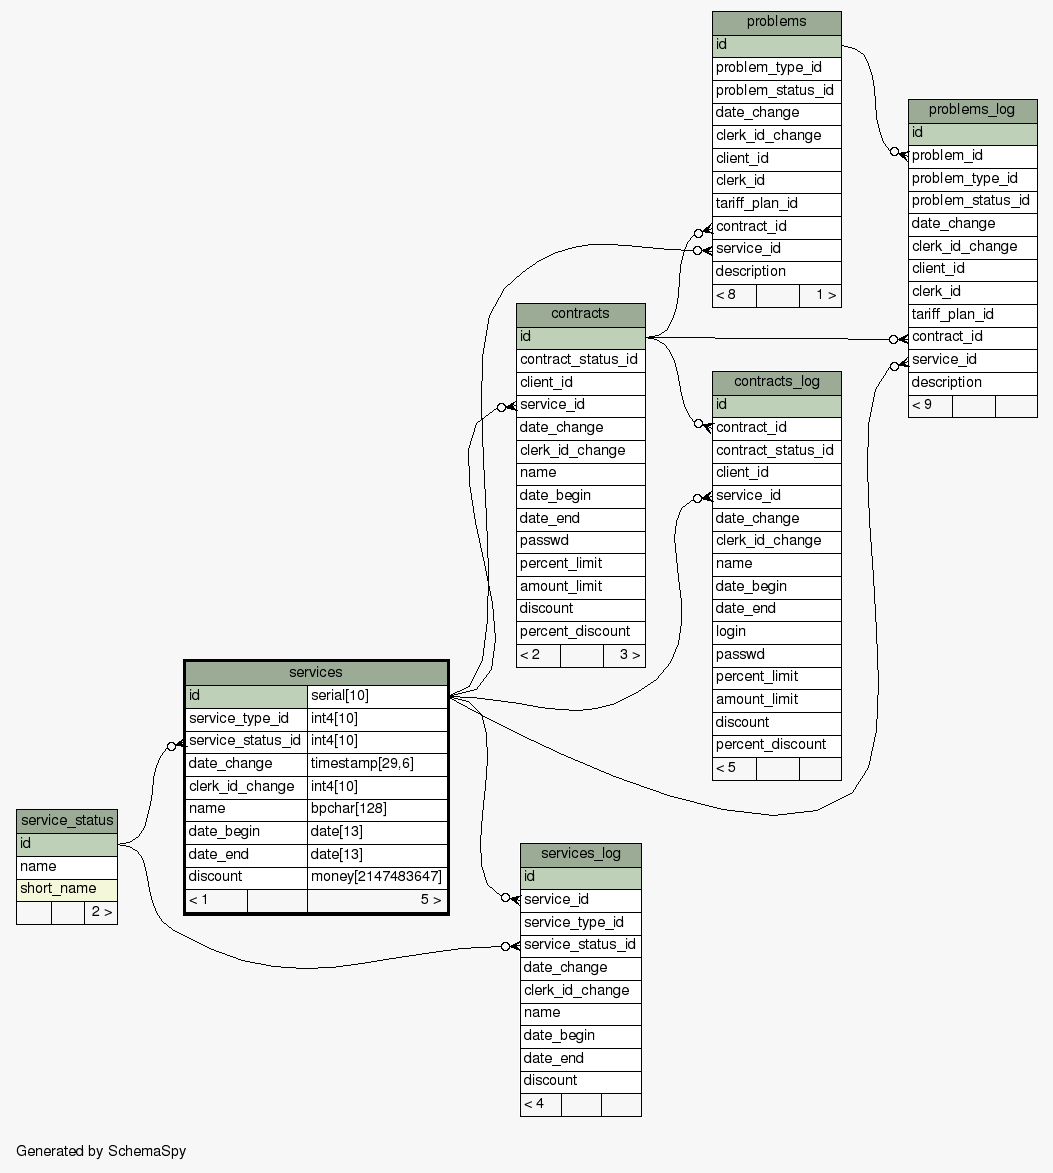 problems
id
problem_type_id
problem_status_id
date_change
clerk_id_change
client_id
clerk_id
tariff_plan_id
contract_id
service_id
description
< 8 1 >
problems_log
id
problem_id
problem_type_id
problem_status_id
date_change
clerk_id_change
client_id
clerk_id
tariff_plan_id
contract_id
service_id
description
< 9
contracts
id
contract_status_id
client_id
service_id
date_change
clerk_id_change
name
date_begin
date_end
passwd
percent_limit
amount_limit
discount
percent_discount
< 2 3 >
contracts_log
id
contract_id
contract_status_id
client_id
service_id
date_change
clerk_id_change
name
date_begin
date_end
login
passwd
percent_limit
amount_limit
discount
percent_discount
< 5
services
id serial[10]
service_type_id int4[10]
service_status_id int4[10]
date_change timestamp[29,6]
clerk_id_change int4[10]
name bpchar[128]
date_begin date[13]
date_end date[13]
discount money[2147483647]
< 1 5 >
service_status
id
name
short_name
2 >
services_log
id
service_id
service_type_id
service_status_id
date_change
clerk_id_change
name
date_begin
date_end
discount
< 4
Generated by SchemaSpy